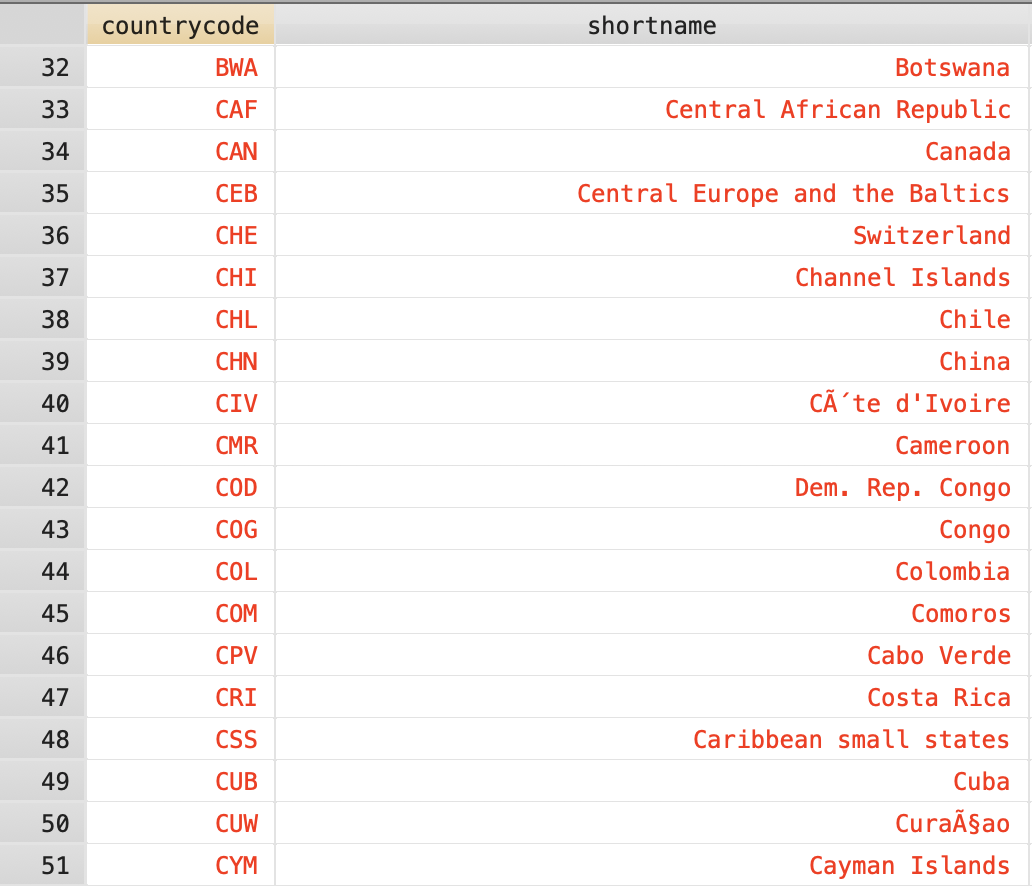 countrycode shortname
32 BWA Botswana
33 CAF Central African Republic
34 CAN Canada
35 CEB Central Europe and the Baltics
36 CHE Switzerland
37 CHI Channel Islands
38 CHL Chile
39 CHN China
40 CIV CÃ´te d'Ivoire
41 CMR Cameroon
42 COD Dem. Rep. Congo
43 COG Congo
44 COL Colombia
45 COM Comoros
46 CPV Cabo Verde
47 CRI Costa Rica
48 CSS Caribbean small states
49 CUB Cuba
50 CUW CuraÃ§ao
51 CYM Cayman Islands